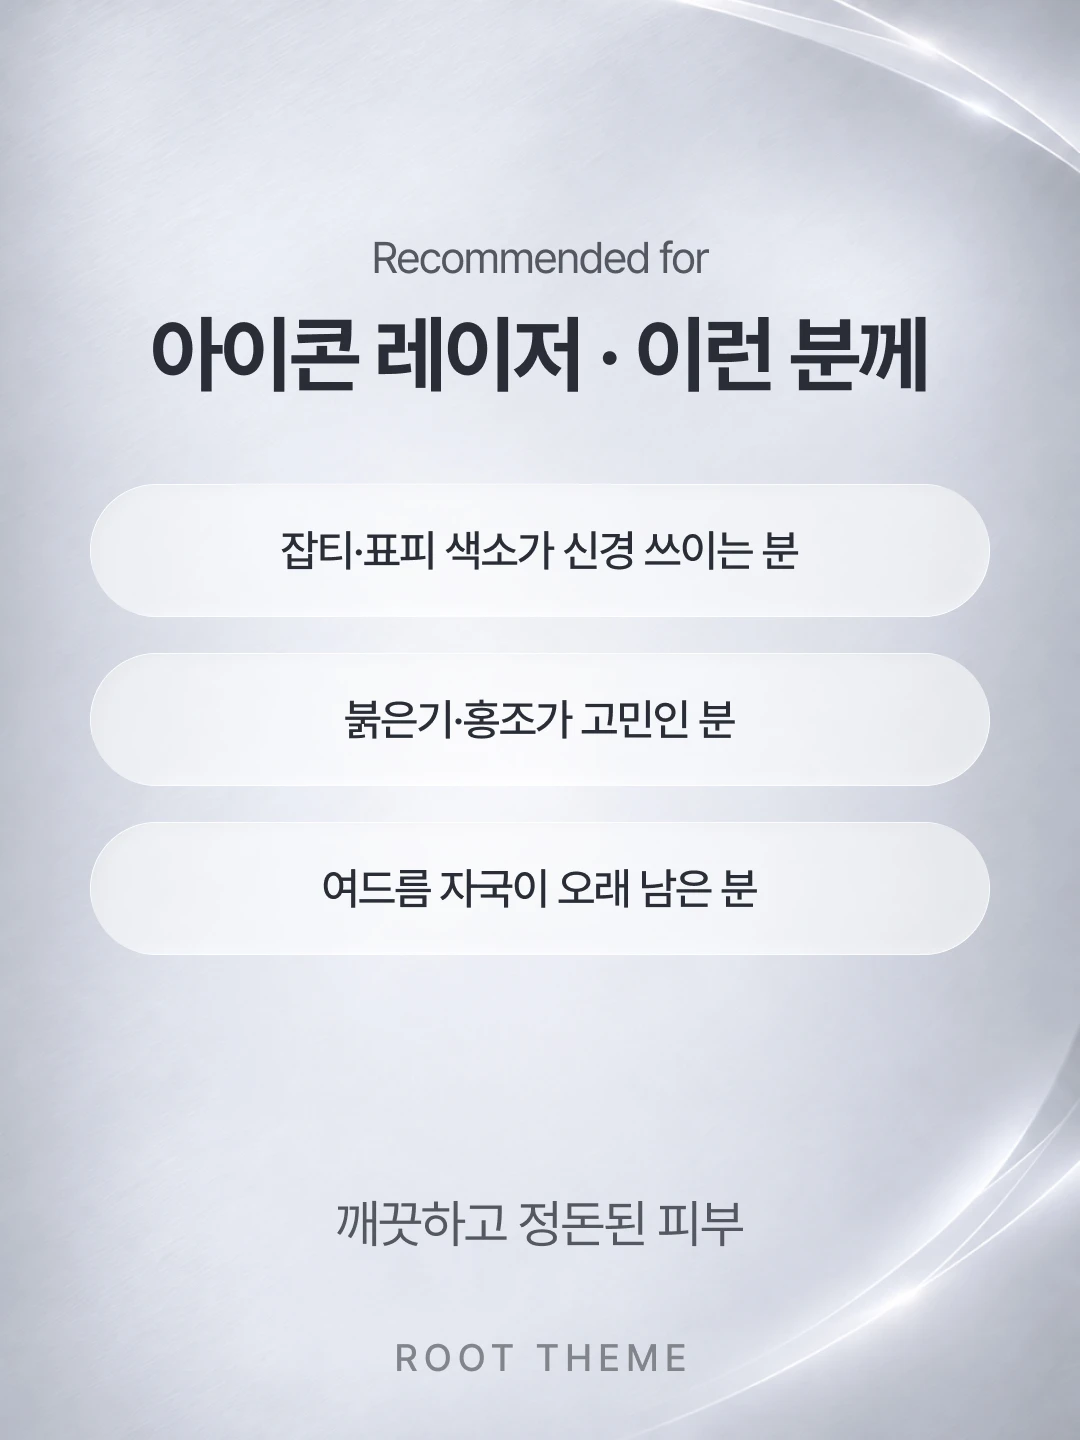 Recommended for
아이콘 레이저 · 이런 분께
잡티·표피 색소가 신경 쓰이는 분
붉은기·홍조가 고민인 분
여드름 자국이 오래 남은 분
깨끗하고 정돈된 피부
ROOT THEME